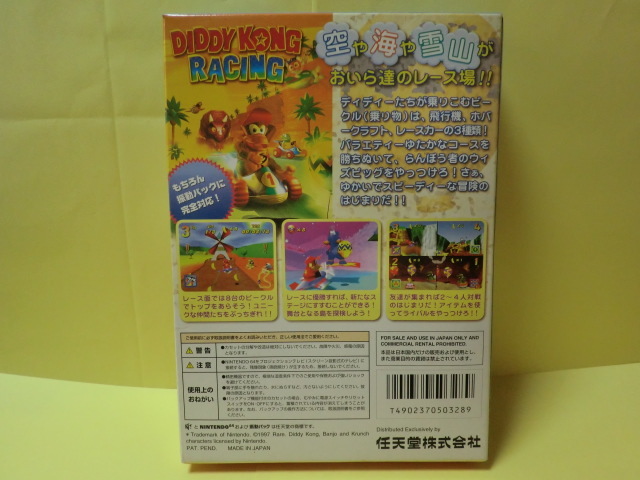 DIDDY KONG
RACING
空や海や雪山が
おいら達のレース場!!
ディディーたちが乗りこむビー
クル(乗り物)は、飛行機、ホバ
ークラフト、レースカーの3種類!
バラエティーゆたかなコースを
勝ちぬいて、らんぼう者のウィ
ズピッグをやっつけろ!さぁ、
ゆかいでスピーディーな冒険の
はじまりだ!!
もちろん
振動パックに
完全対応!
レース面では8台のビークル
でトップをあらそう!ユニー
クな仲間たちをぶっちぎれ!!
レースに優勝すれば、新たなス
テージにすすむことができる!
舞台となる島を探検しよう!
友達が集まれば2〜4人対戦
のはじまりだ!アイテムを使
ってライバルをやっつけろ!!
警告
注意
使用上の
おねがい
FOR SALE AND USE IN JAPAN ONLY AND
COMMERCIAL RENTAL PROHIBITED.
本品は日本国内だけの販売および使用とし、
また商業目的の賃貸は禁止されています。
T4902370503289
と NINTENDO64 および 振動パック は任天堂の商標です。
* Trademark of Nintendo. ©1997 Rare. Diddy Kong, Banjo and Krunch
characters licensed by Nintendo.
PAT. PEND. MADE IN JAPAN
Distributed Exclusively by
任天堂株式会社